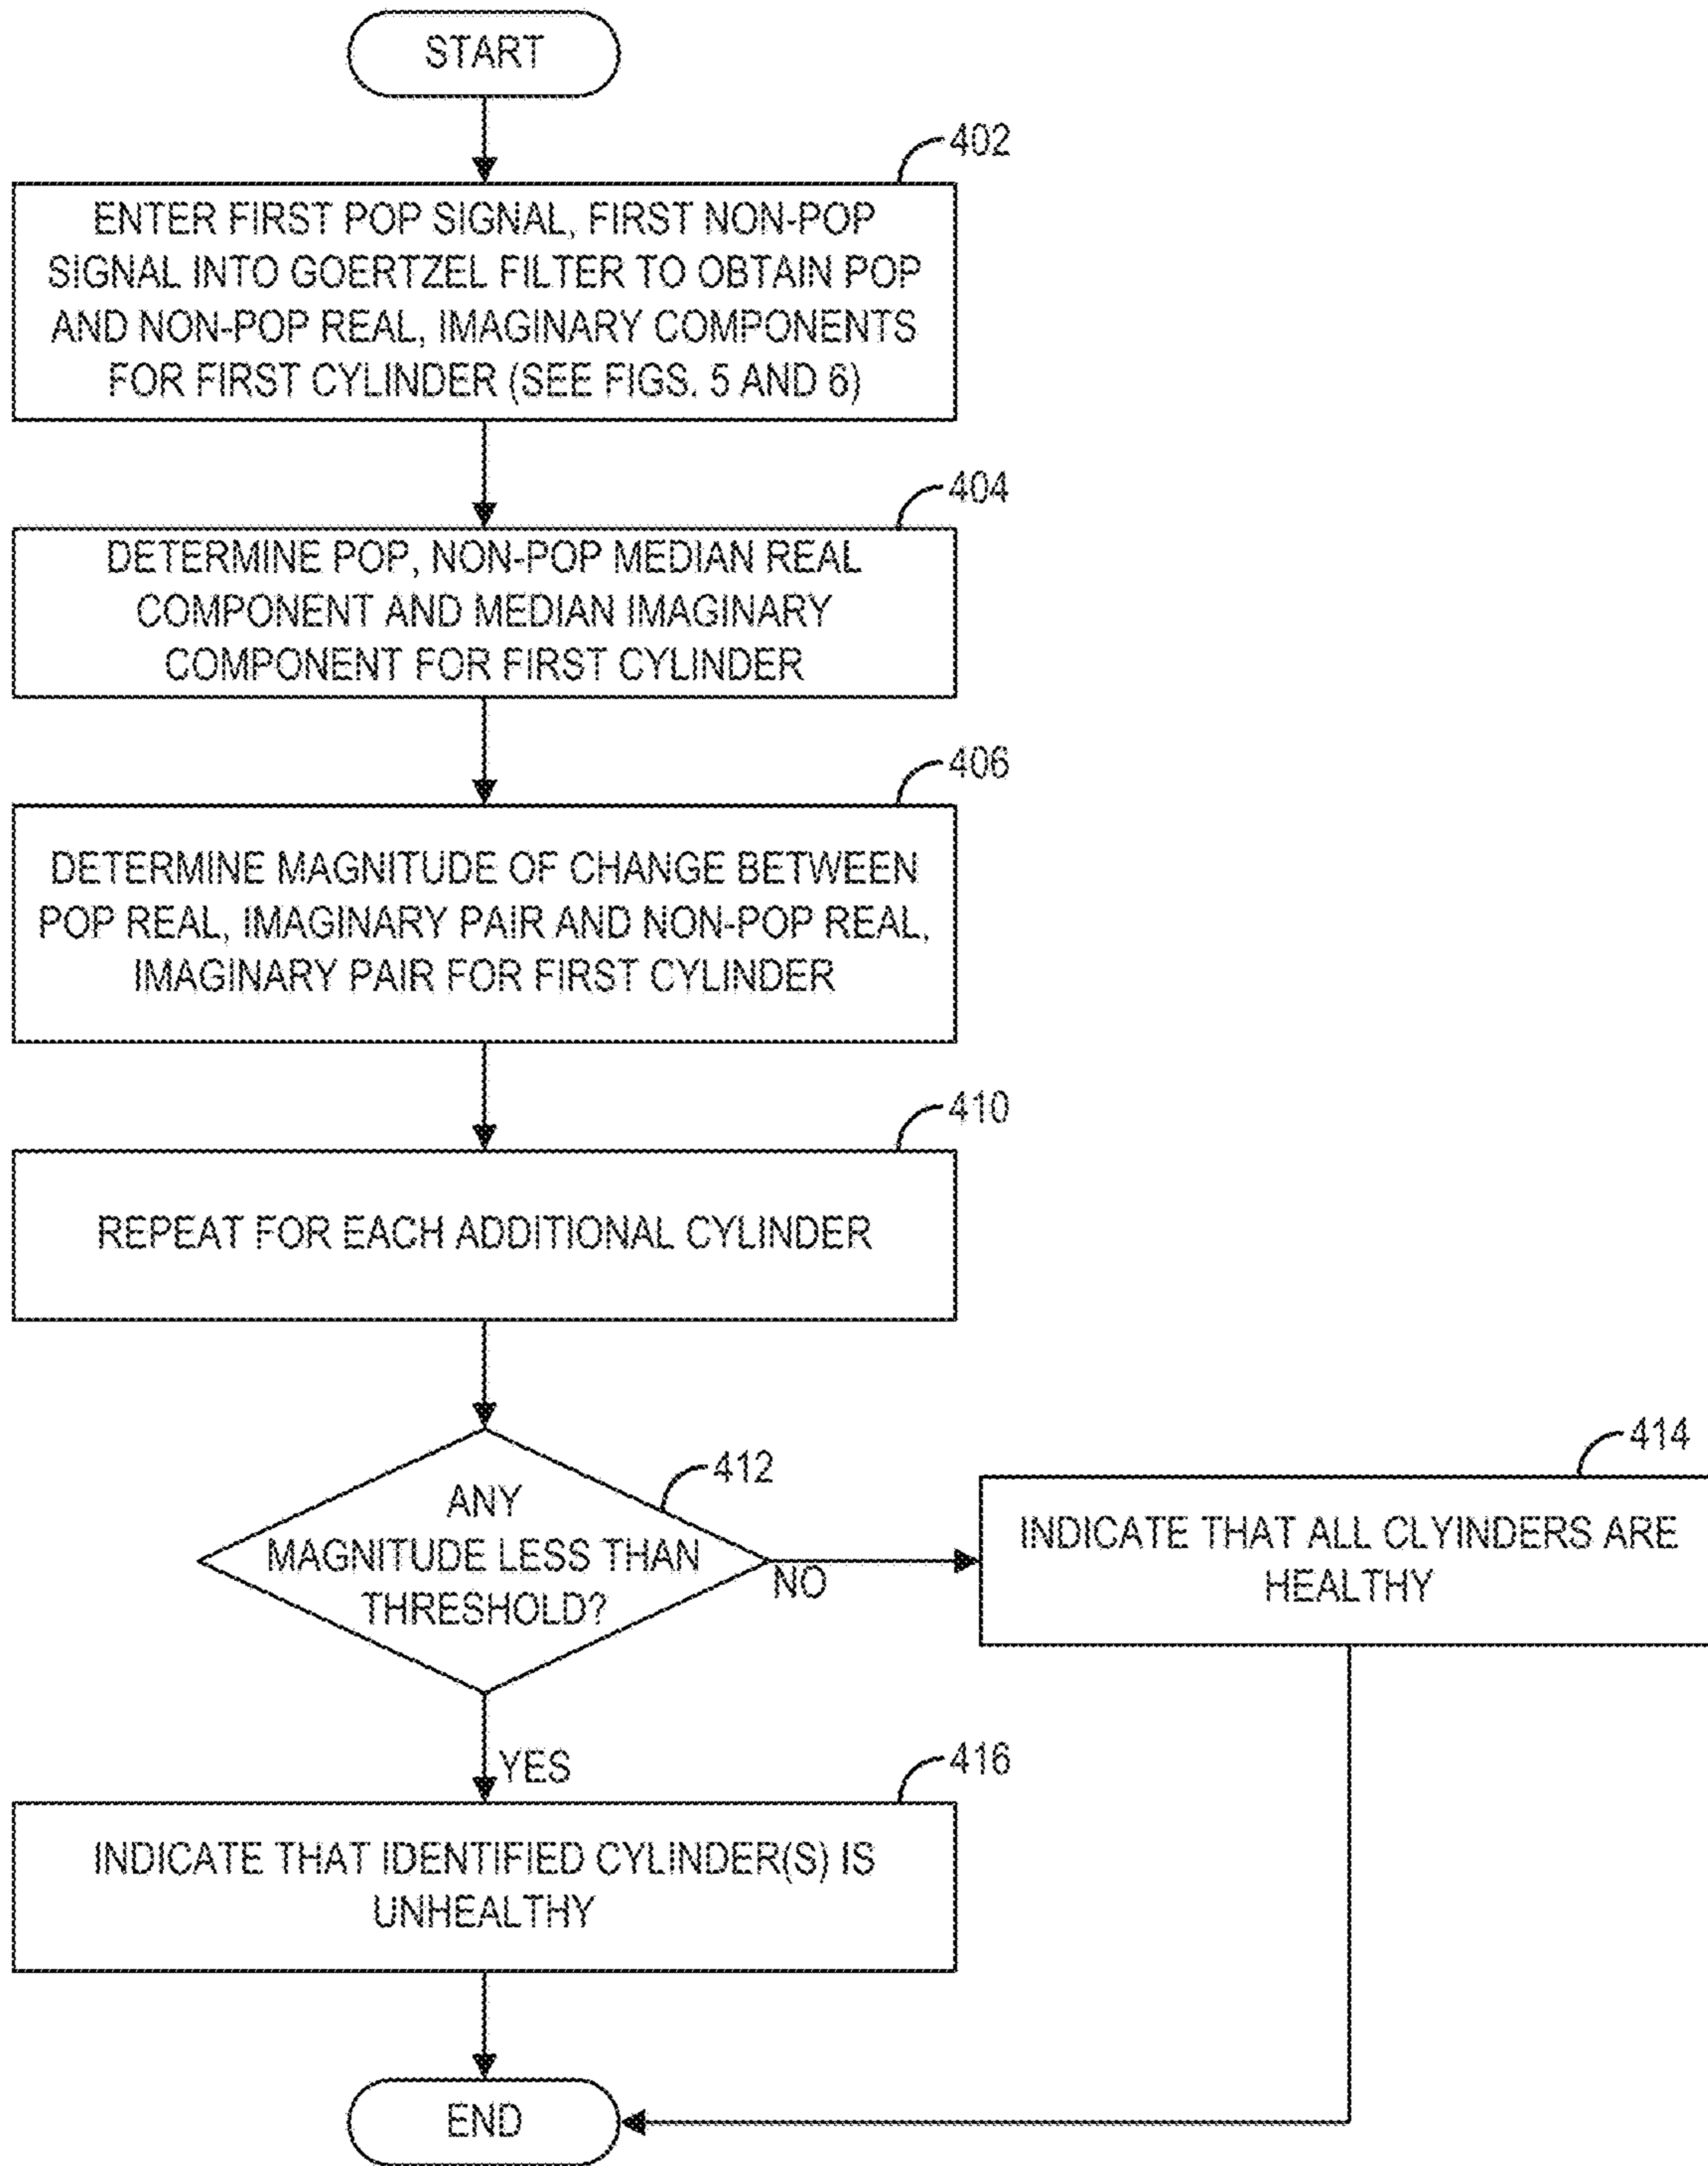 START
402
ENTER FIRST POP SIGNAL, FIRST NON-POP
SIGNAL INTO GOERTZEL FILTER TO OBTAIN POP
AND NON-POP REAL, IMAGINARY COMPONENTS
FOR FIRST CYLINDER (SEE FIGS. 5 AND 6)
404
DETERMINE POP, NON-POP MEDIAN REAL
COMPONENT AND MEDIAN IMAGINARY
COMPONENT FOR FIRST CYLINDER
406
DETERMINE MAGNITUDE OF CHANGE BETWEEN
POP REAL, IMAGINARY PAIR AND NON-POP REAL,
IMAGINARY PAIR FOR FIRST CYLINDER
410
REPEAT FOR EACH ADDITIONAL CYLINDER
412
ANY
MAGNITUDE LESS THAN
THRESHOLD?
NO
414
INDICATE THAT ALL CLYINDERS ARE
HEALTHY
YES
416
INDICATE THAT IDENTIFIED CYLINDER(S) IS
UNHEALTHY
END